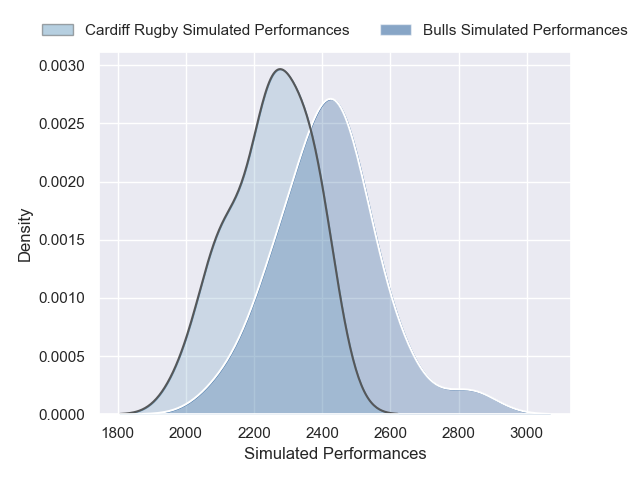 Cardiff Rugby Simulated Performances Bulls Simulated Performances
0.0030
0.0025
0.0020
0.0015
0.0010
0.0005
0.0000
Density
1800 2000 2200 2400 2600 2800 3000
Simulated Performances